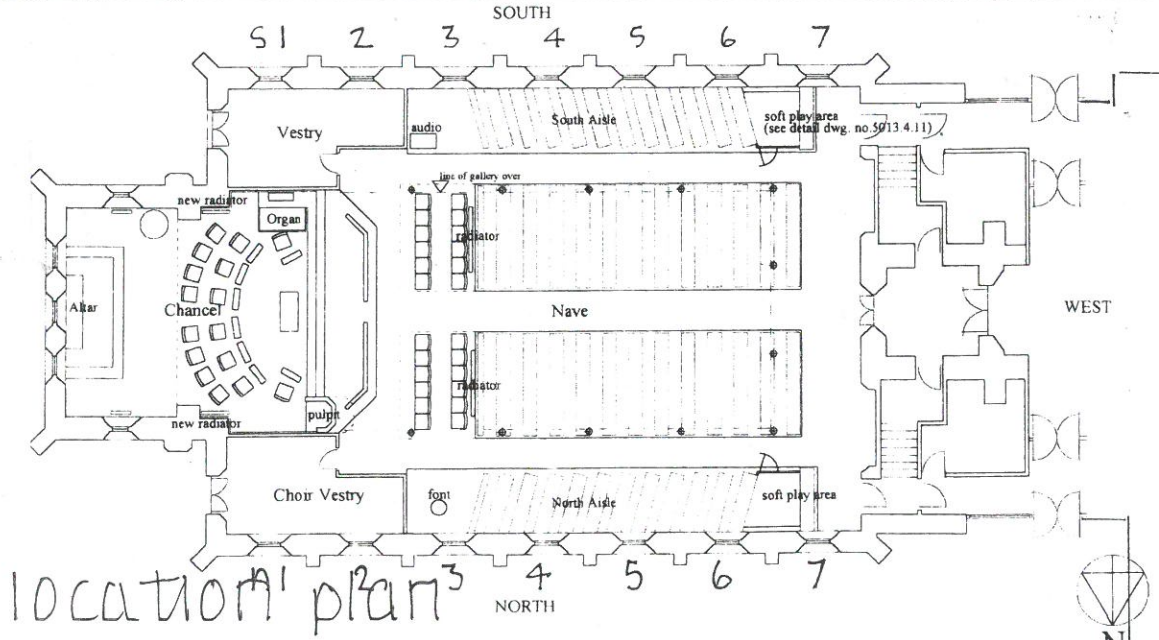 SOUTH
S1 2 3 4 5 6 7
Vestry
audio
South Aisle
soft play area
(see detail dwg. no.5013.4.11)
line of gallery over
new radiator
Organ
radiator
Altar
Chancel
Nave
WEST
radiator
pulpit
new radiator
Choir Vestry
font
North Aisle
soft play area
N1 2 3 4 5 6 7
location plan
NORTH
N